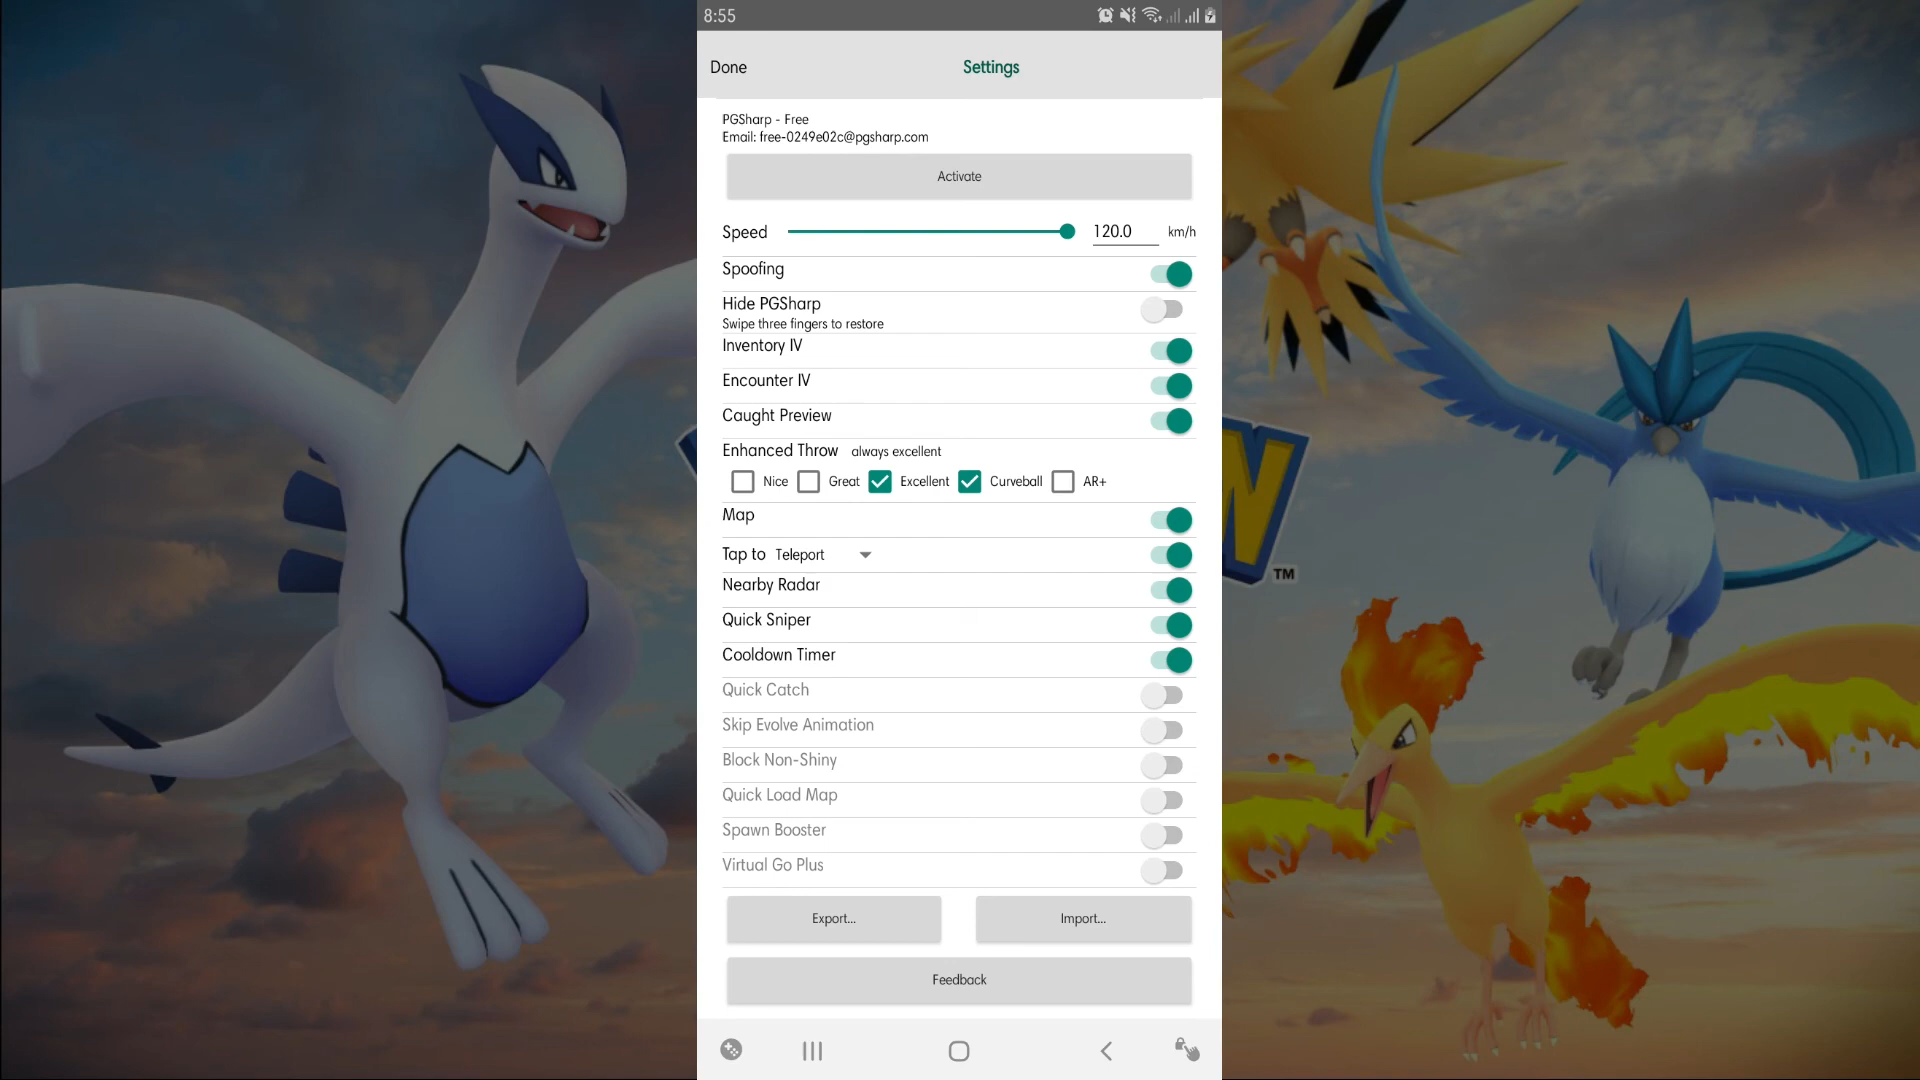 8:55
Done
Settings
PGSharp - Free
Email: free-0249e02c@pgsharp.com
Activate
Speed 120.0 km/h
Spoofing
Hide PGSharp
Swipe three fingers to restore
Inventory IV
Encounter IV
Caught Preview
Enhanced Throw always excellent
Nice Great Excellent Curveball AR+
Map
Tap to Teleport
Nearby Radar
Quick Sniper
Cooldown Timer
Quick Catch
Skip Evolve Animation
Block Non-Shiny
Quick Load Map
Spawn Booster
Virtual Go Plus
Export... Import...
Feedback
N
TM